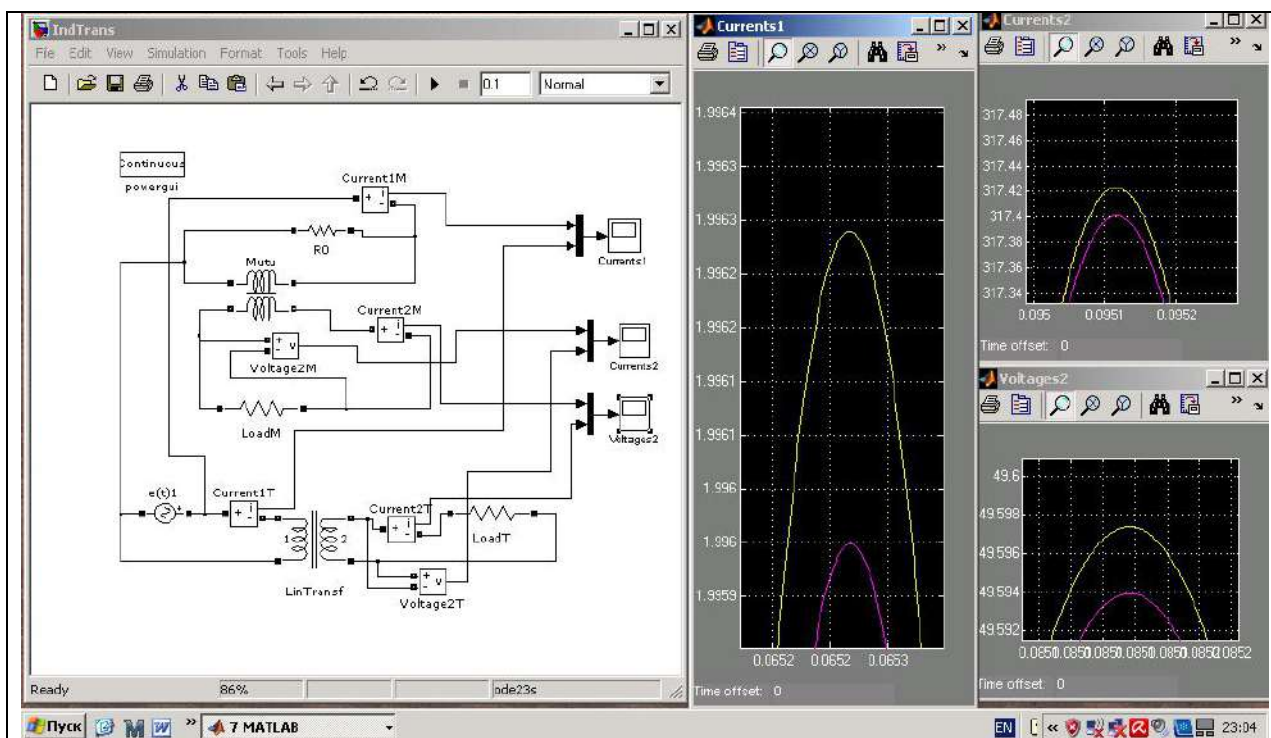 IndTrans
File Edit View Simulation Format Tools Help
0.1
Normal
Continuous
powergui
Current1M
R0
Mutu
Currents1
Current2M
Voltage2M
Currents2
LoadM
Voltages2
e(t)1
Current1T
Current2T
1
2
LoadT
LinTransf
Voltage2T
Ready
86%
ode23s
Currents1
1.9964
1.9963
1.9963
1.9962
1.9962
1.9961
1.9961
1.996
1.996
1.9959
0.0652 0.0652 0.0653
Time offset: 0
Currents2
317.48
317.46
317.44
317.42
317.4
317.38
317.36
317.34
0.095 0.0951 0.0952
Time offset: 0
Voltages2
49.6
49.598
49.596
49.594
49.592
Time offset: 0
Пуск
7 MATLAB
EN
23:04